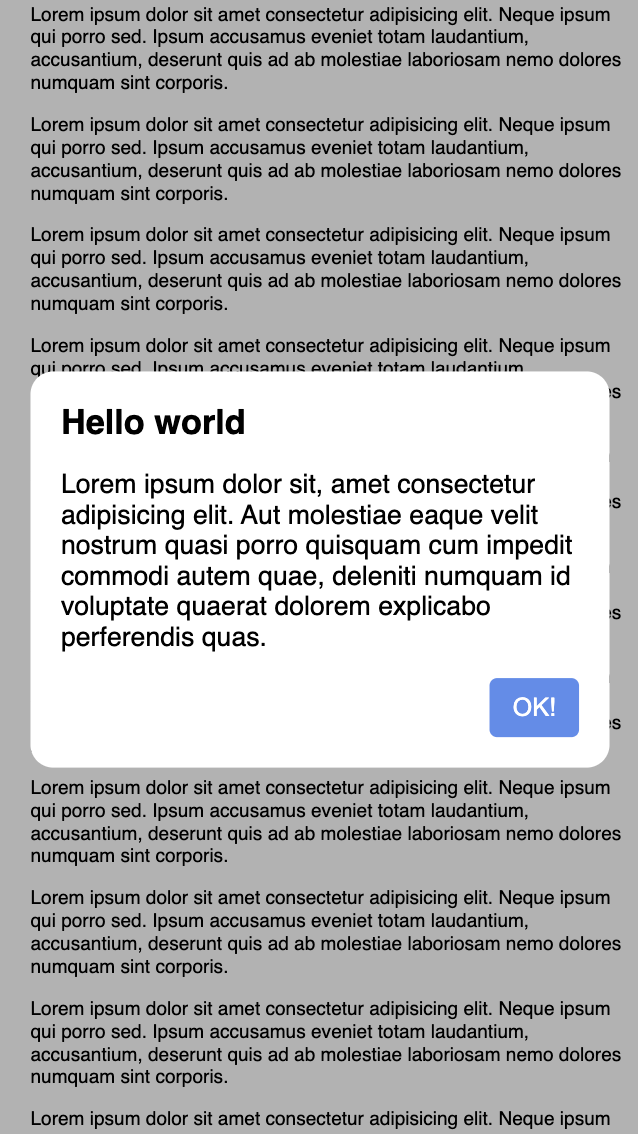 Lorem ipsum dolor sit amet consectetur adipisicing elit. Neque ipsum
qui porro sed. Ipsum accusamus eveniet totam laudantium,
accusantium, deserunt quis ad ab molestiae laboriosam nemo dolores
numquam sint corporis.
Lorem ipsum dolor sit amet consectetur adipisicing elit. Neque ipsum
qui porro sed. Ipsum accusamus eveniet totam laudantium,
accusantium, deserunt quis ad ab molestiae laboriosam nemo dolores
numquam sint corporis.
Lorem ipsum dolor sit amet consectetur adipisicing elit. Neque ipsum
qui porro sed. Ipsum accusamus eveniet totam laudantium,
accusantium, deserunt quis ad ab molestiae laboriosam nemo dolores
numquam sint corporis.
Lorem ipsum dolor sit amet consectetur adipisicing elit. Neque ipsum
qui porro sed. Ipsum accusamus eveniet totam laudantium,
Hello world
Lorem ipsum dolor sit, amet consectetur
adipisicing elit. Aut molestiae eaque velit
nostrum quasi porro quisquam cum impedit
commodi autem quae, deleniti numquam id
voluptate quaerat dolorem explicabo
perferendis quas.
OK!
Lorem ipsum dolor sit amet consectetur adipisicing elit. Neque ipsum
qui porro sed. Ipsum accusamus eveniet totam laudantium,
accusantium, deserunt quis ad ab molestiae laboriosam nemo dolores
numquam sint corporis.
Lorem ipsum dolor sit amet consectetur adipisicing elit. Neque ipsum
qui porro sed. Ipsum accusamus eveniet totam laudantium,
accusantium, deserunt quis ad ab molestiae laboriosam nemo dolores
numquam sint corporis.
Lorem ipsum dolor sit amet consectetur adipisicing elit. Neque ipsum
qui porro sed. Ipsum accusamus eveniet totam laudantium,
accusantium, deserunt quis ad ab molestiae laboriosam nemo dolores
numquam sint corporis.
Lorem ipsum dolor sit amet consectetur adipisicing elit. Neque ipsum